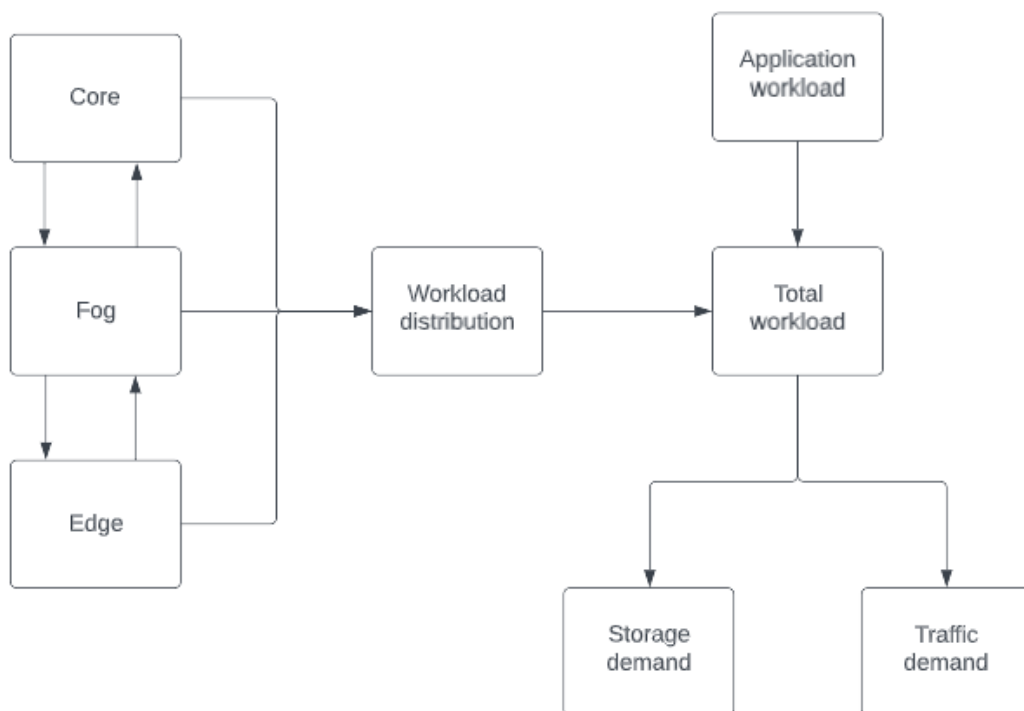 Core
Application
workload
Fog
Workload
distribution
Total
workload
Edge
Storage
demand
Traffic
demand